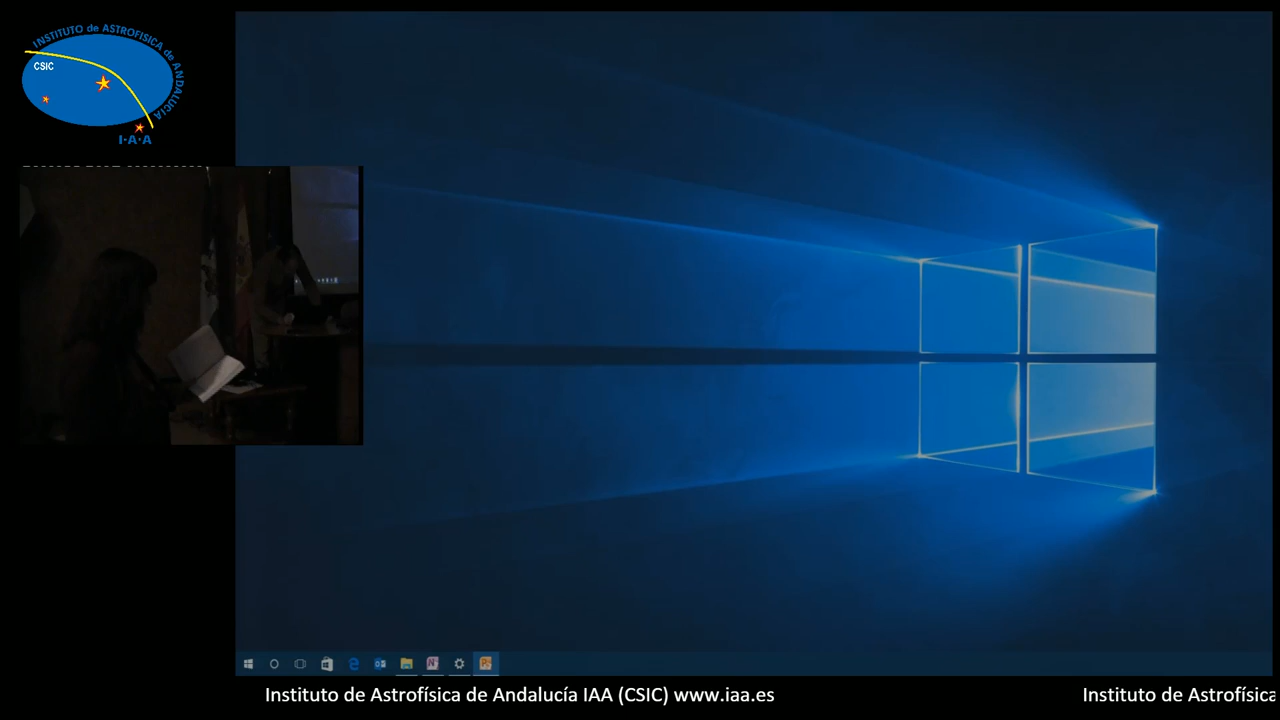 INSTITUTO de ASTROFISICA de ANDALUCIA
CSIC
I·A·A
Instituto de Astrofísica de Andalucía IAA (CSIC) www.iaa.es
Instituto de Astrofísica